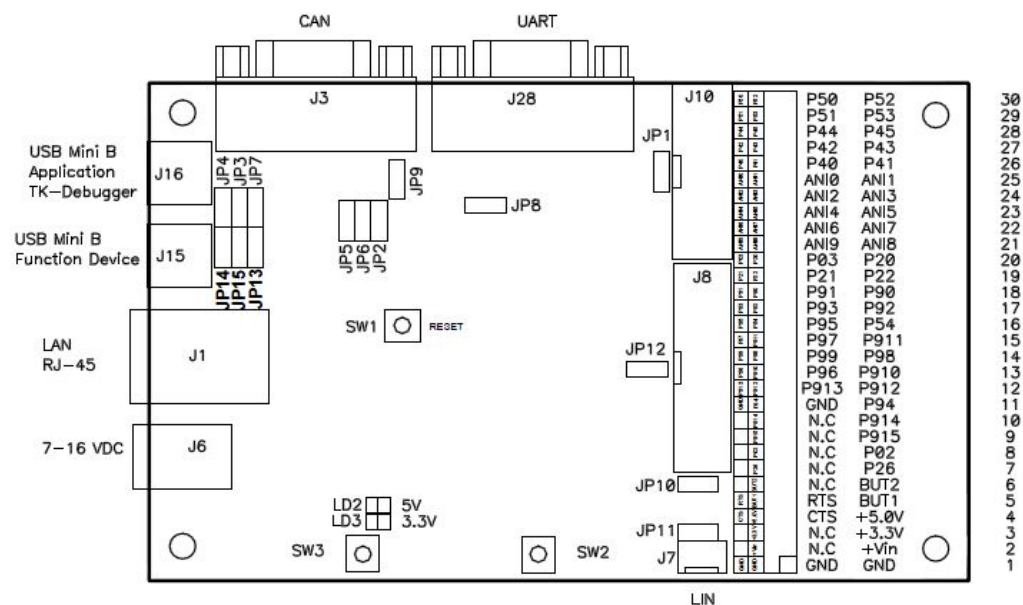 CAN
UART
J3
J28
J10
USB Mini B
Application
TK-Debugger
J16
JP4
JP3
JP7
JP9
JP8
JP1
USB Mini B
Function Device
J15
JP5
JP6
JP2
JP14
JP15
JP13
J8
SW1
RESET
LAN
RJ-45
J1
JP12
7-16 VDC
J6
JP10
LD2
5V
LD3
3.3V
JP11
SW3
SW2
J7
LIN
P50 P52 30
P51 P53 29
P44 P45 28
P42 P43 27
P40 P41 26
ANI0 ANI1 25
ANI2 ANI3 24
ANI4 ANI5 23
ANI6 ANI7 22
ANI9 ANI8 21
P03 P20 20
P21 P22 19
P91 P90 18
P93 P92 17
P95 P54 16
P97 P911 15
P99 P98 14
P96 P910 13
P913 P912 12
GND P94 11
N.C P914 10
N.C P915 9
N.C P02 8
N.C P26 7
N.C BUT2 6
RTS BUT1 5
CTS +5.0V 4
N.C +3.3V 3
N.C +Vin 2
GND GND 1